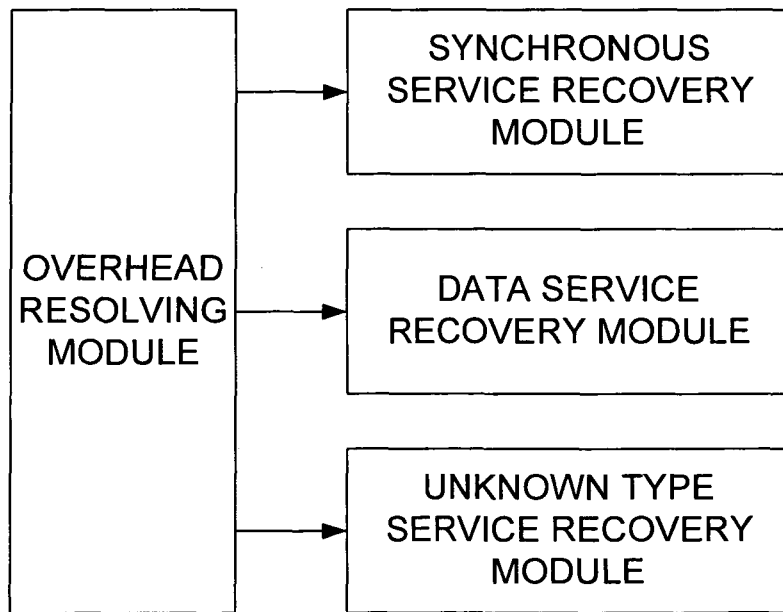 OVERHEAD
RESOLVING
MODULE
SYNCHRONOUS
SERVICE RECOVERY
MODULE
DATA SERVICE
RECOVERY MODULE
UNKNOWN TYPE
SERVICE RECOVERY
MODULE